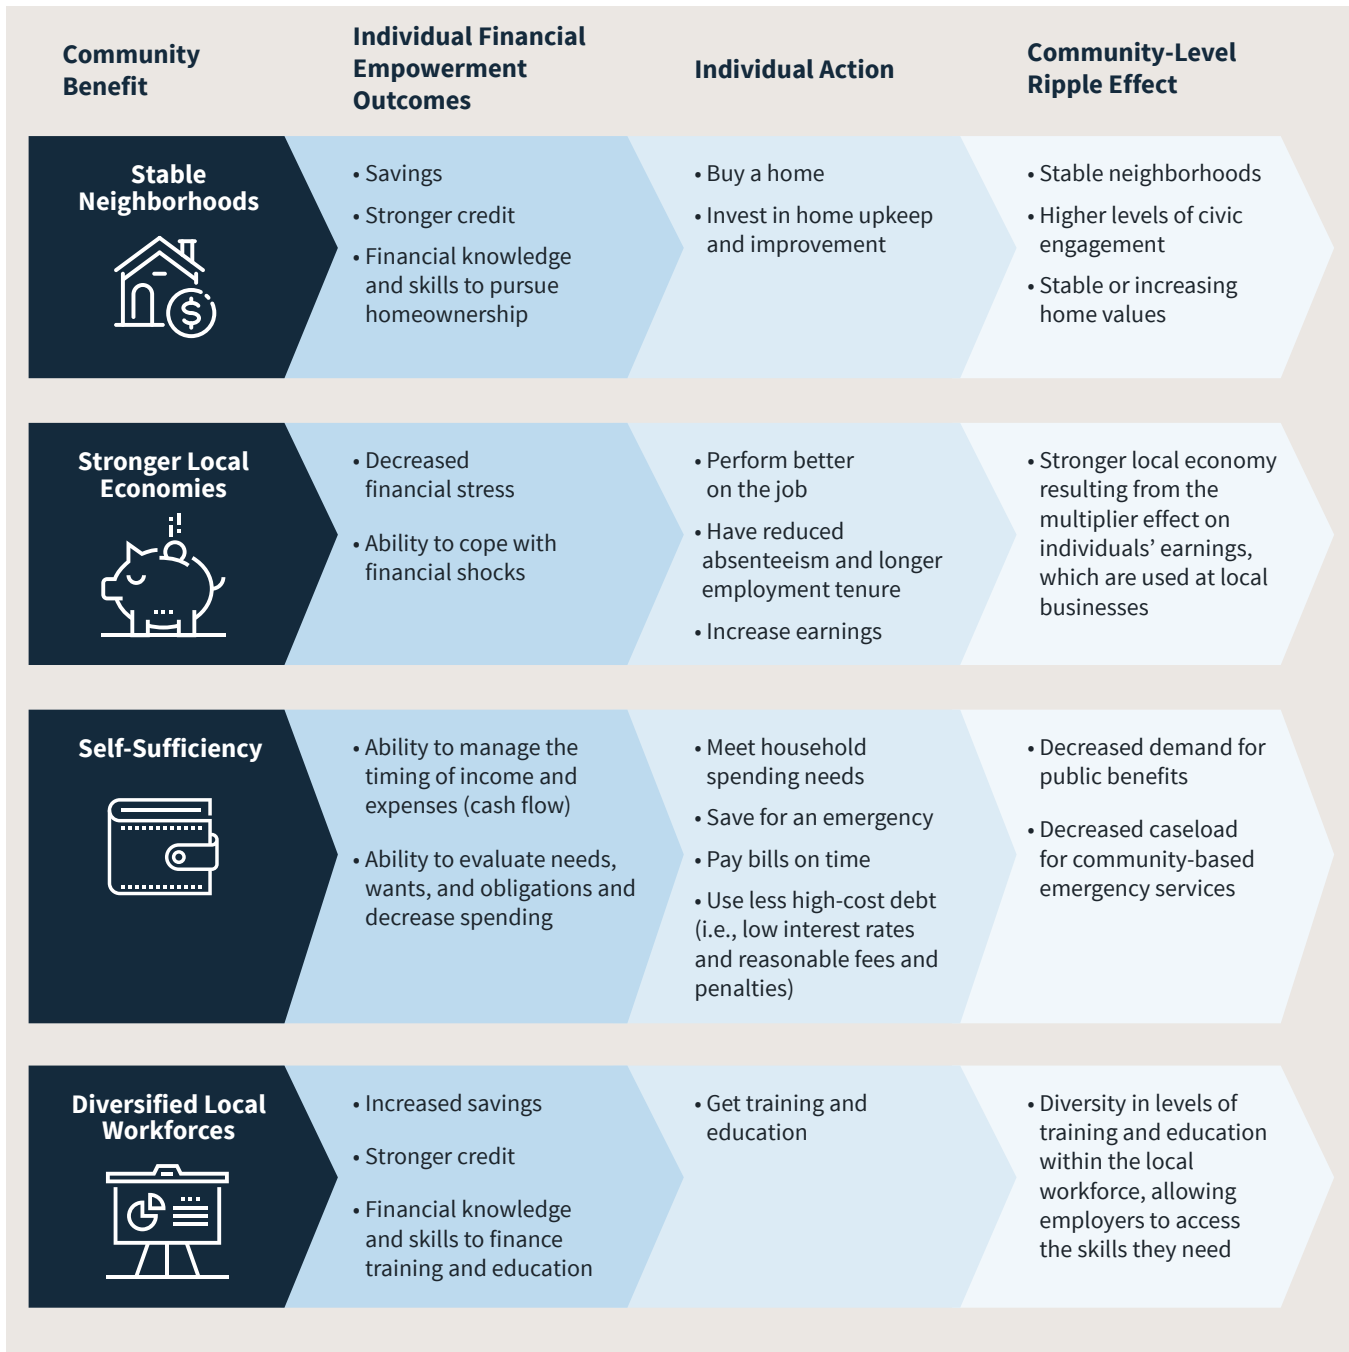 Community
Benefit
Individual Financial
Empowerment
Outcomes
Individual Action
Community-Level
Ripple Effect
Stable
Neighborhoods
• Savings
• Stronger credit
• Financial knowledge
and skills to pursue
homeownership
• Buy a home
• Invest in home upkeep
and improvement
• Stable neighborhoods
• Higher levels of civic
engagement
• Stable or increasing
home values
Stronger Local
Economies
• Decreased
financial stress
• Ability to cope with
financial shocks
• Perform better
on the job
• Have reduced
absenteeism and longer
employment tenure
• Increase earnings
• Stronger local economy
resulting from the
multiplier effect on
individuals’ earnings,
which are used at local
businesses
Self-Sufficiency
• Ability to manage the
timing of income and
expenses (cash flow)
• Ability to evaluate needs,
wants, and obligations and
decrease spending
• Meet household
spending needs
• Save for an emergency
• Pay bills on time
• Use less high-cost debt
(i.e., low interest rates
and reasonable fees and
penalties)
• Decreased demand for
public benefits
• Decreased caseload
for community-based
emergency services
Diversified Local
Workforces
• Increased savings
• Stronger credit
• Financial knowledge
and skills to finance
training and education
• Get training and
education
• Diversity in levels of
training and education
within the local
workforce, allowing
employers to access
the skills they need